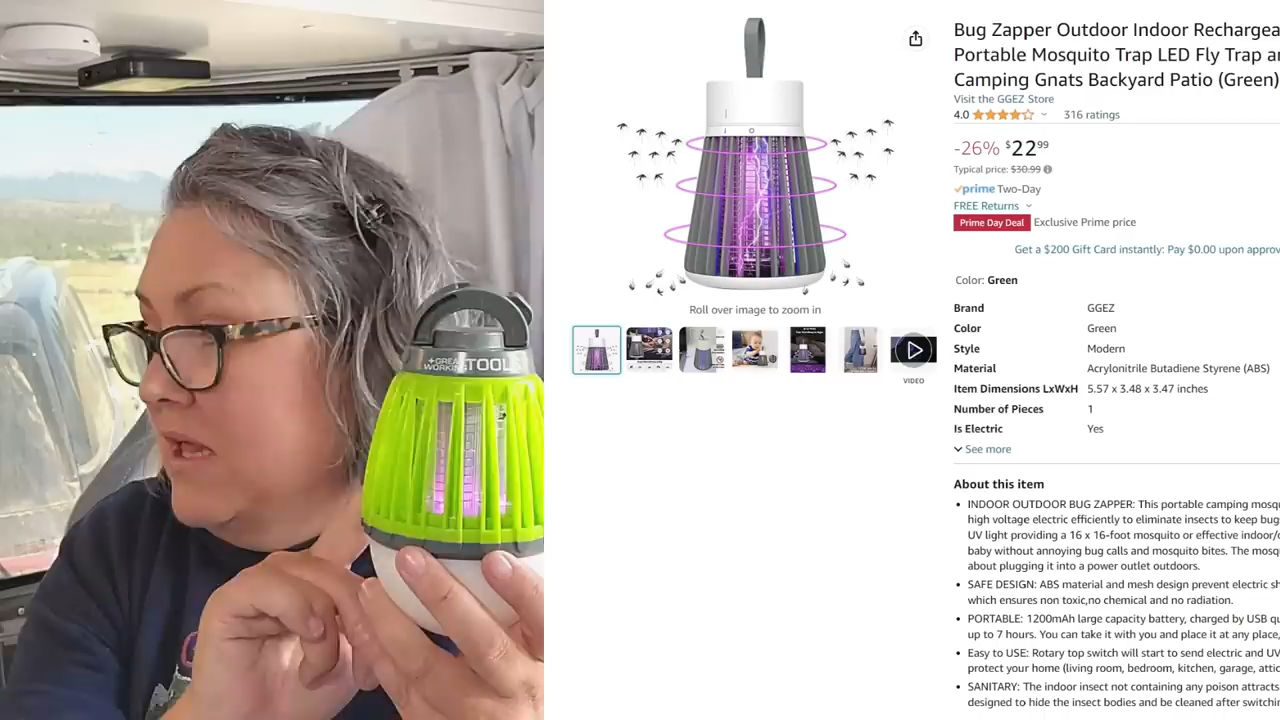 +GREAT
WORKING TOOLS
Bug Zapper Outdoor Indoor Rechargea
Portable Mosquito Trap LED Fly Trap an
Camping Gnats Backyard Patio (Green)
Visit the GGEZ Store
4.0 316 ratings
-26% $22 99
Typical price: $30.99
prime Two-Day
FREE Returns
Prime Day Deal Exclusive Prime price
Get a $200 Gift Card instantly: Pay $0.00 upon approv
Color: Green
Roll over image to zoom in
VIDEO
Brand GGEZ
Color Green
Style Modern
Material Acrylonitrile Butadiene Styrene (ABS)
Item Dimensions LxWxH 5.57 x 3.48 x 3.47 inches
Number of Pieces 1
Is Electric Yes
See more
About this item
INDOOR OUTDOOR BUG ZAPPER: This portable camping mosqu
high voltage electric efficiently to eliminate insects to keep bug
UV light providing a 16 x 16-foot mosquito or effective indoor/o
baby without annoying bug calls and mosquito bites. The mosq
about plugging it into a power outlet outdoors.
SAFE DESIGN: ABS material and mesh design prevent electric sh
which ensures non toxic,no chemical and no radiation.
PORTABLE: 1200mAh large capacity battery, charged by USB qu
up to 7 hours. You can take it with you and place it at any place,
Easy to USE: Rotary top switch will start to send electric and UV
protect your home (living room, bedroom, kitchen, garage, attic
SANITARY: The indoor insect not containing any poison attracts
designed to hide the insect bodies and be cleaned after switchin